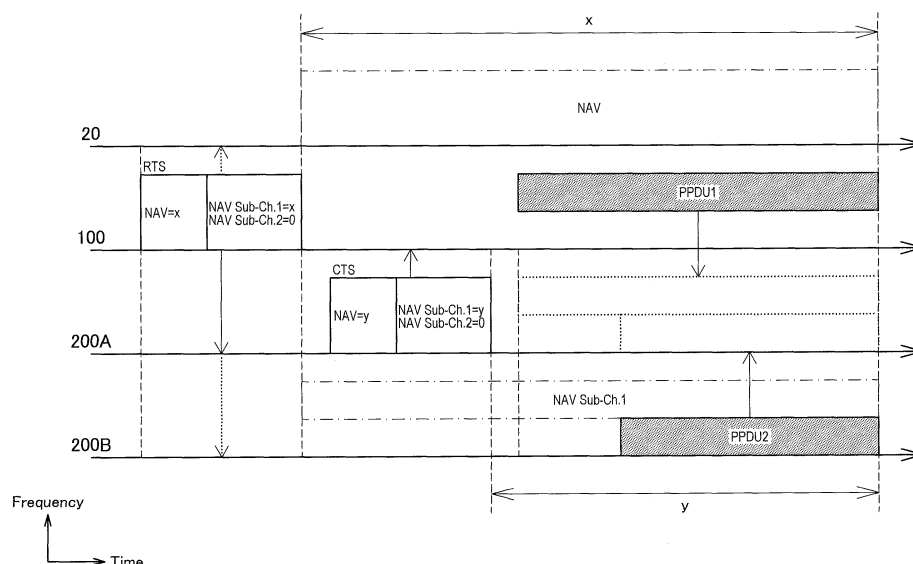 x
NAV
20
RTS
NAV=x
NAV Sub-Ch.1=x
NAV Sub-Ch.2=0
PPDU1
100
CTS
NAV=y
NAV Sub-Ch.1=y
NAV Sub-Ch.2=0
200A
NAV Sub-Ch.1
PPDU2
200B
y
Frequency
Time